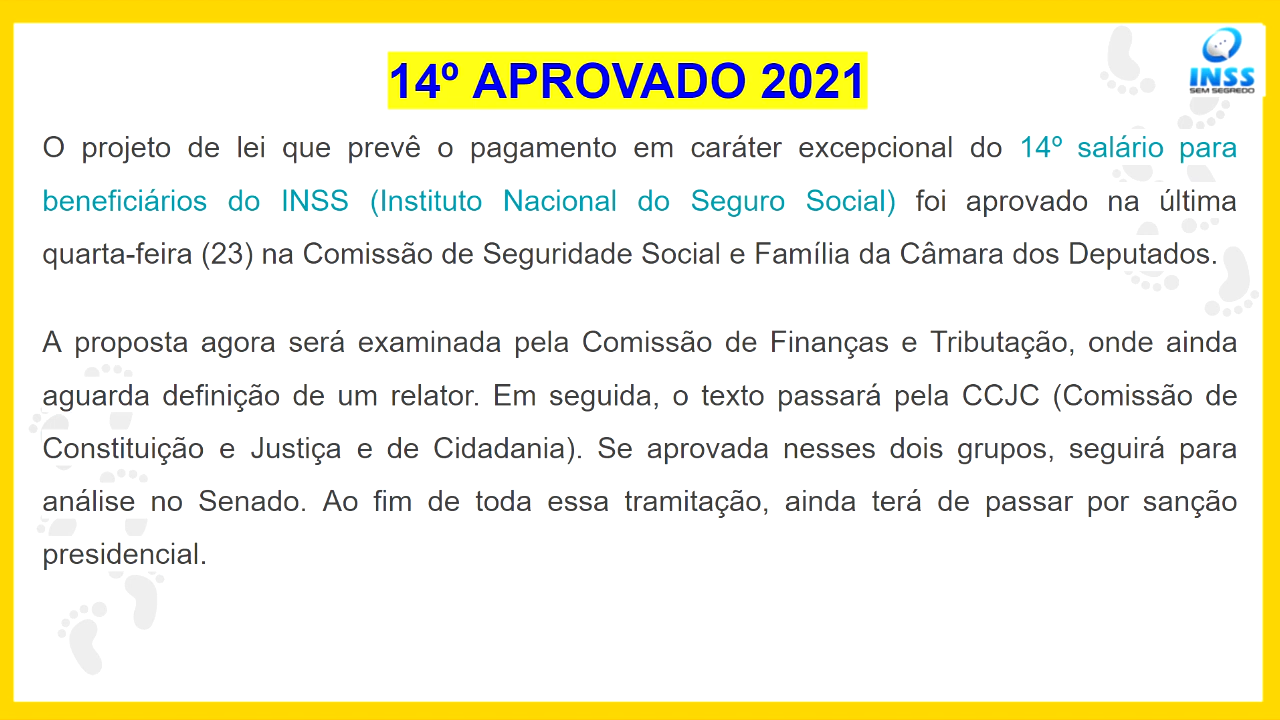 14º APROVADO 2021
INSS
SEM SEGREDO
O projeto de lei que prevê o pagamento em caráter excepcional do 14º salário para
beneficiários do INSS (Instituto Nacional do Seguro Social) foi aprovado na última
quarta-feira (23) na Comissão de Seguridade Social e Família da Câmara dos Deputados.
A proposta agora será examinada pela Comissão de Finanças e Tributação, onde ainda
aguarda definição de um relator. Em seguida, o texto passará pela CCJC (Comissão de
Constituição e Justiça e de Cidadania). Se aprovada nesses dois grupos, seguirá para
análise no Senado. Ao fim de toda essa tramitação, ainda terá de passar por sanção
presidencial.